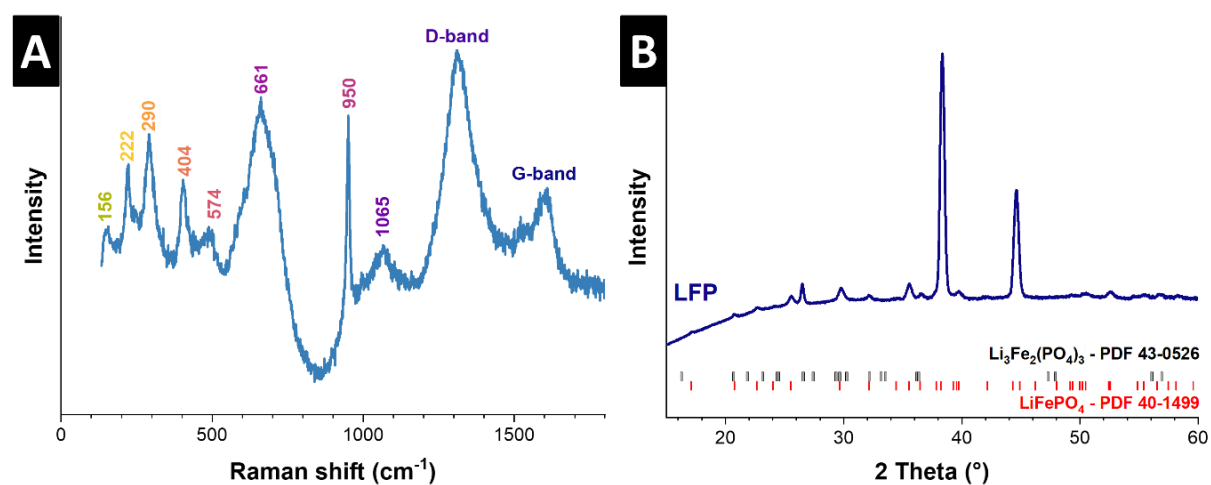 A
Intensity
156
222
290
404
574
661
950
1065
D-band
G-band
0
500
1000
1500
Raman shift (cm⁻¹)
B
Intensity
LFP
Li₃Fe₂(PO₄)₃ - PDF 43-0526
LiFePO₄ - PDF 40-1499
20
30
40
50
60
2 Theta (°)